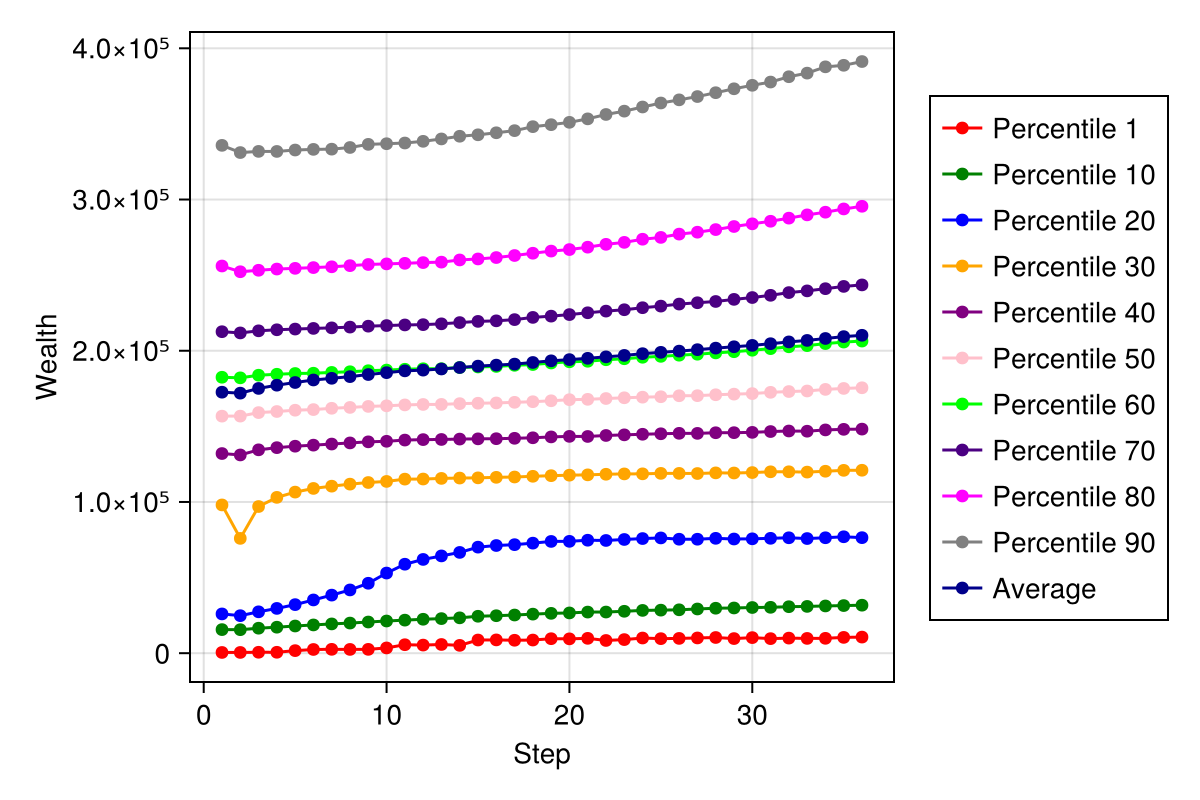 4.0×10⁵
3.0×10⁵
2.0×10⁵
1.0×10⁵
0
Wealth
0 10 20 30
Step
Percentile 1
Percentile 10
Percentile 20
Percentile 30
Percentile 40
Percentile 50
Percentile 60
Percentile 70
Percentile 80
Percentile 90
Average